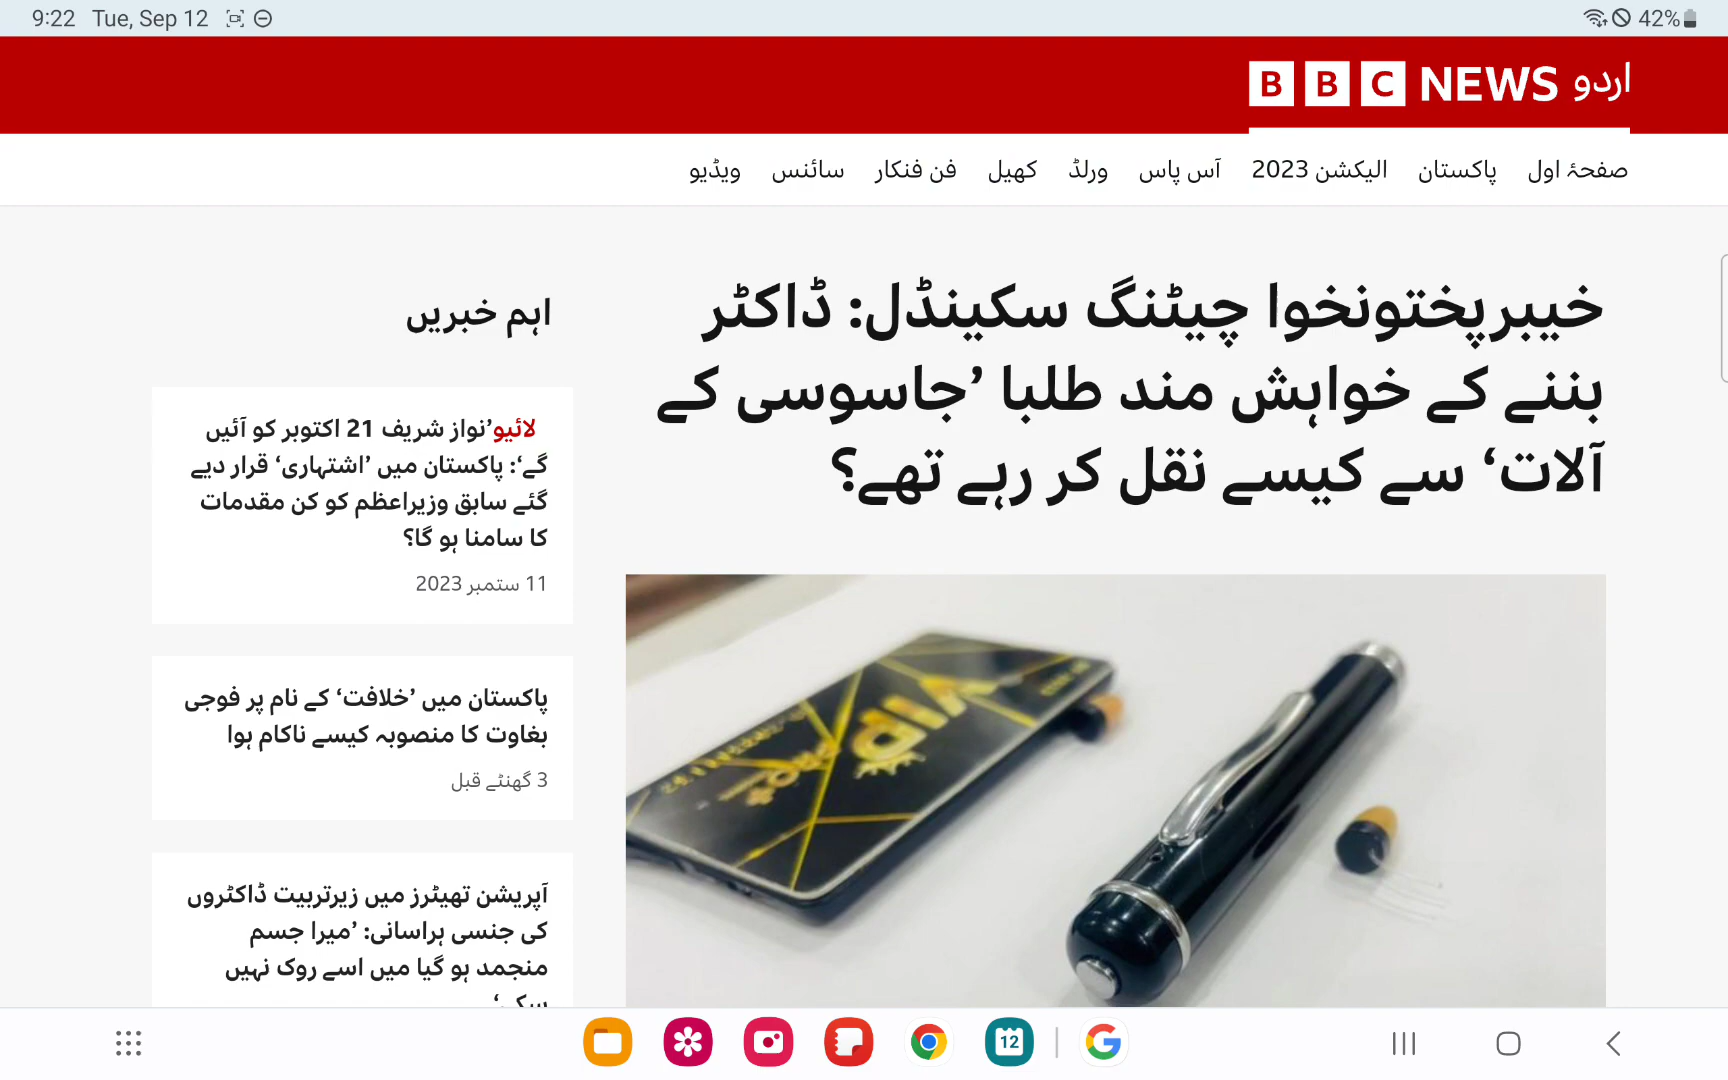 9:22 Tue, Sep 12
42%
BBC NEWS اردو
صفحۂ اول پاکستان الیکشن 2023 آس پاس ورلڈ کھیل فن فنکار سائنس ویڈیو
خیبرپختونخوا چیٹنگ سکینڈل: ڈاکٹر
بننے کے خواہش مند طلبا ’جاسوسی کے
آلات‘ سے کیسے نقل کر رہے تھے؟
VIP
PRO
اہم خبریں
لائیو’نواز شریف 21 اکتوبر کو آئیں
گے‘: پاکستان میں ’اشتہاری‘ قرار دیے
گئے سابق وزیراعظم کو کن مقدمات
کا سامنا ہو گا؟
11 ستمبر 2023
پاکستان میں ’خلافت‘ کے نام پر فوجی
بغاوت کا منصوبہ کیسے ناکام ہوا
3 گھنٹے قبل
آپریشن تھیٹرز میں زیرتربیت ڈاکٹروں
کی جنسی ہراسانی: ’میرا جسم
منجمد ہو گیا میں اسے روک نہیں
12